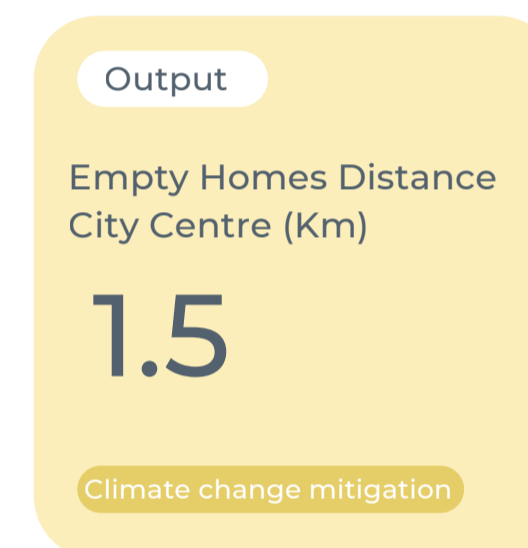 Output
Empty Homes Distance
City Centre (Km)
1.5
Climate change mitigation